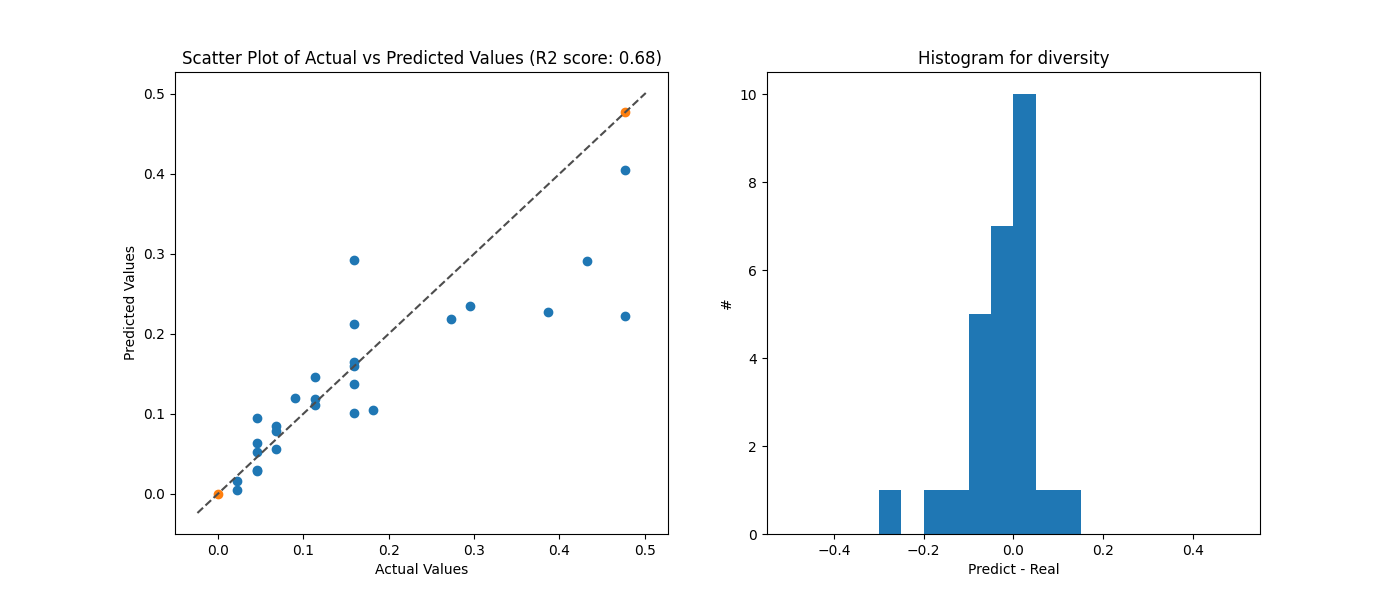 Scatter Plot of Actual vs Predicted Values (R2 score: 0.68)
0.5
0.4
0.3
0.2
0.1
0.0
Predicted Values
0.0 0.1 0.2 0.3 0.4 0.5
Actual Values
Histogram for diversity
10
8
6
4
2
0
#
−0.4 −0.2 0.0 0.2 0.4
Predict - Real